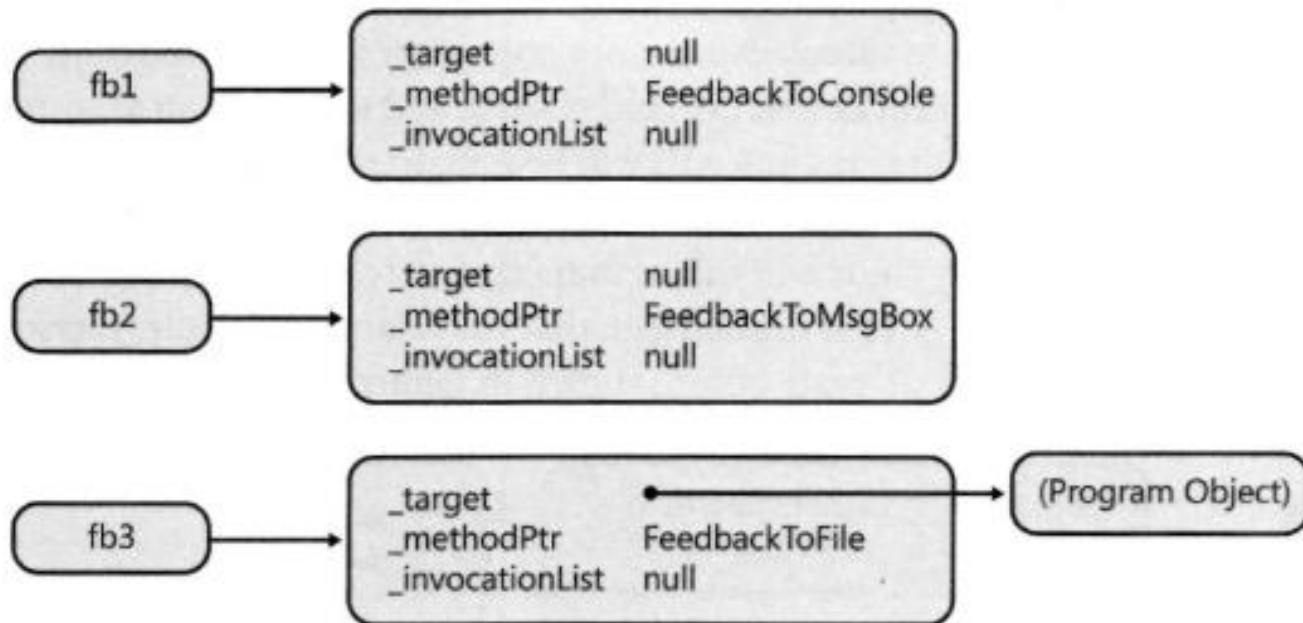 fb1
_target null
_methodPtr FeedbackToConsole
_invocationList null
fb2
_target null
_methodPtr FeedbackToMsgBox
_invocationList null
fb3
_target
_methodPtr FeedbackToFile
_invocationList null
(Program Object)